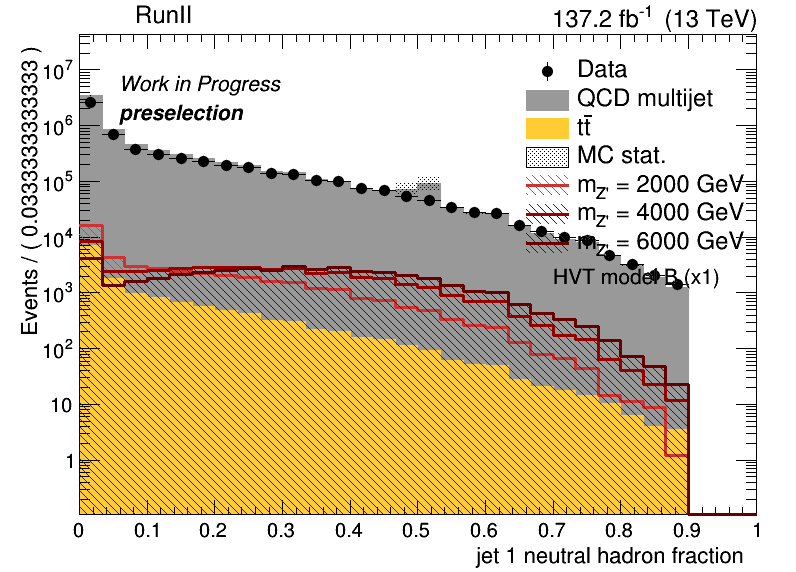 RunII
137.2 fb⁻¹ (13 TeV)
Work in Progress
preselection
Data
QCD multijet
tt̄
MC stat.
m_Z' = 2000 GeV
m_Z' = 4000 GeV
m_Z' = 6000 GeV
HVT model B (x1)
Events / ( 0.0333333333333 )
10⁷
10⁶
10⁵
10⁴
10³
10²
10
1
0 0.1 0.2 0.3 0.4 0.5 0.6 0.7 0.8 0.9 1
jet 1 neutral hadron fraction